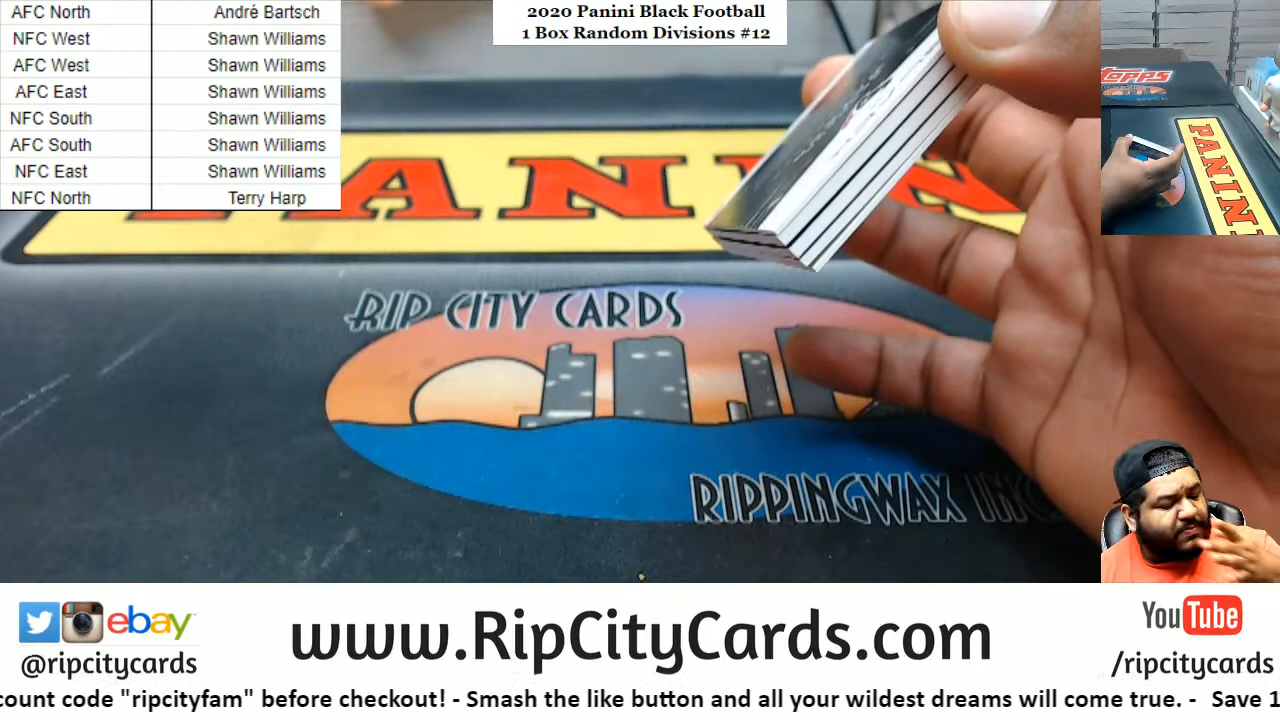 AFC North André Bartsch
NFC West Shawn Williams
AFC West Shawn Williams
AFC East Shawn Williams
NFC South Shawn Williams
AFC South Shawn Williams
NFC East Shawn Williams
NFC North Terry Harp
2020 Panini Black Football
1 Box Random Divisions #12
topps
PANINI
RIP CITY CARDS
RIPPINGWAX INC
ebay
@ripcitycards
www.RipCityCards.com
YouTube
/ripcitycards
count code "ripcityfam" before checkout! - Smash the like button and all your wildest dreams will come true. - Save 1